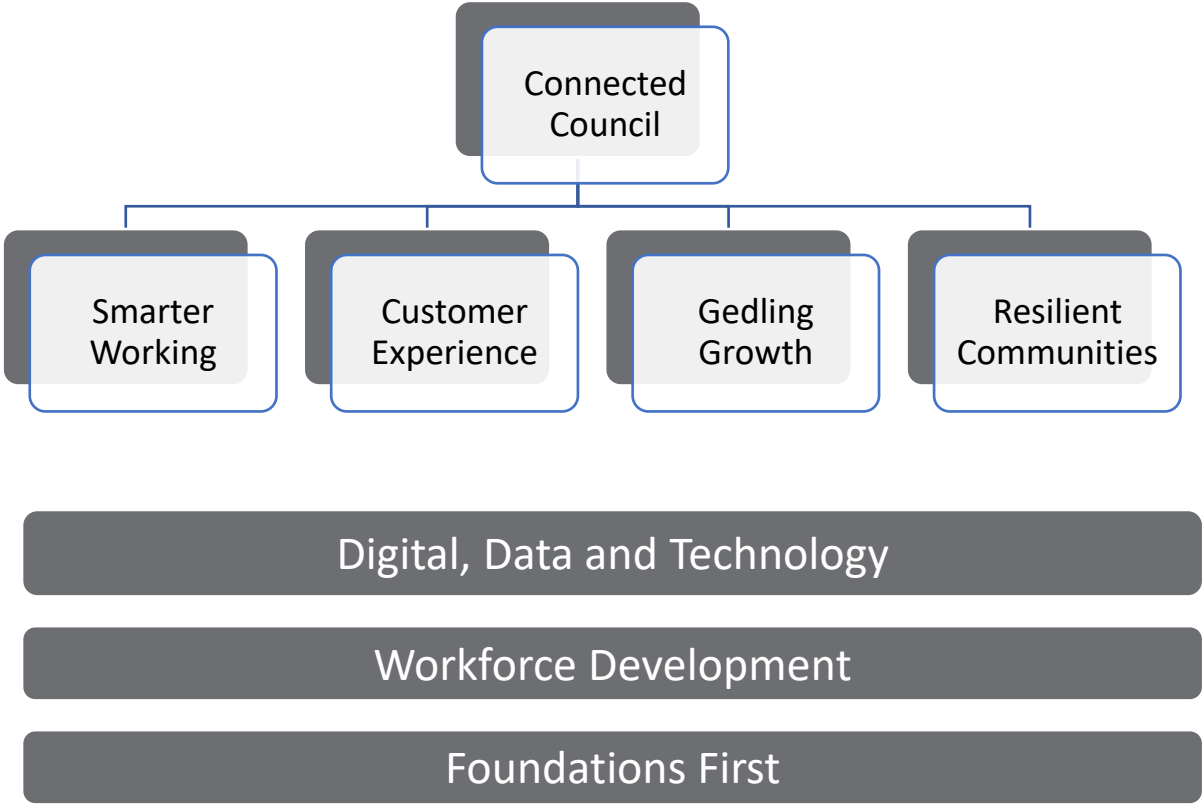 Connected
Council
Smarter
Working
Customer
Experience
Gedling
Growth
Resilient
Communities
Digital, Data and Technology
Workforce Development
Foundations First